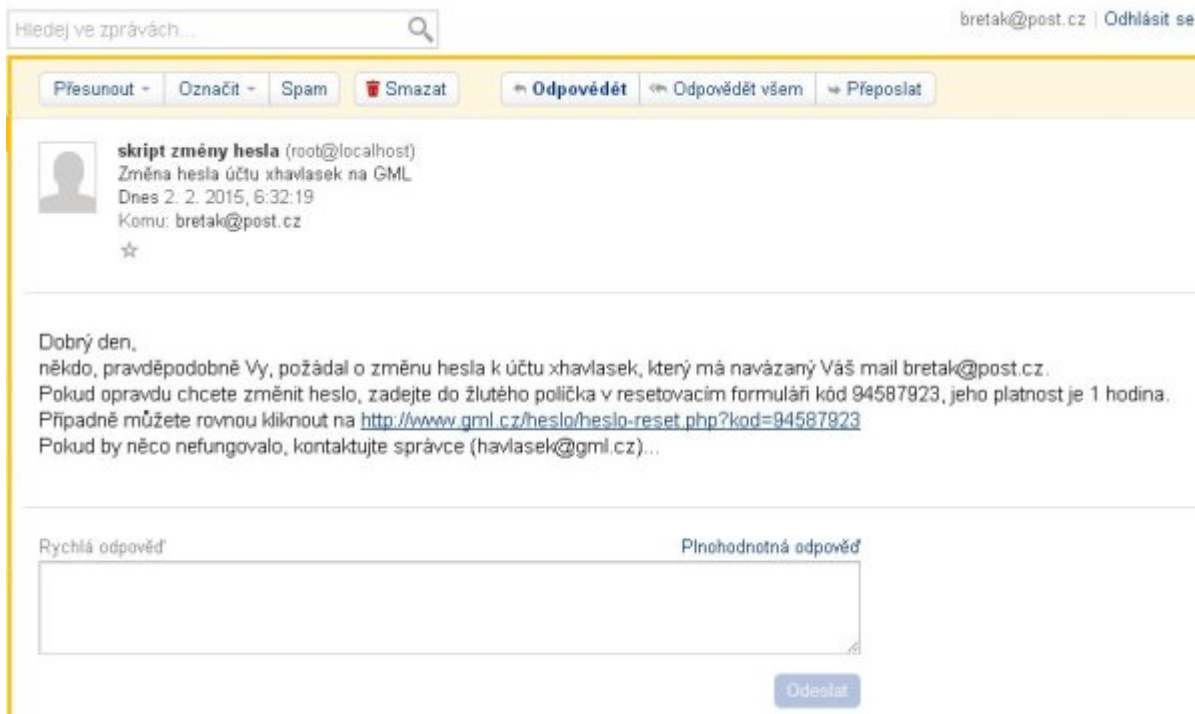 Hledej ve zprávách...
bretak@post.cz | Odhlásit se
Přesunout Označit Spam Smazat Odpovědět Odpovědět všem Přeposlat
skript změny hesla (root@localhost)
Změna hesla účtu xhavlasek na GML
Dnes 2. 2. 2015, 6:32:19
Komu: bretak@post.cz
Dobrý den,
někdo, pravděpodobně Vy, požádal o změnu hesla k účtu xhavlasek, který má navázaný Váš mail bretak@post.cz.
Pokud opravdu chcete změnit heslo, zadejte do žlutého políčka v resetovacím formuláři kód 94587923, jeho platnost je 1 hodina.
Případně můžete rovnou kliknout na http://www.gml.cz/heslo/heslo-reset.php?kod=94587923
Pokud by něco nefungovalo, kontaktujte správce (havlasek@gml.cz)...
Rychlá odpověď Plnohodnotná odpověď
Odeslat